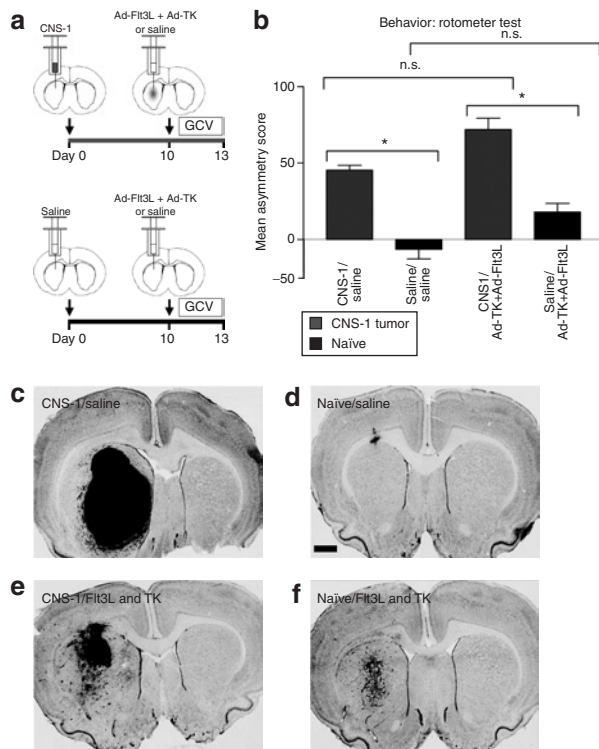 a
CNS-1
Ad-Flt3L + Ad-TK
or saline
GCV
Day 0
10
13
Saline
Ad-Flt3L + Ad-TK
or saline
GCV
Day 0
10
13
b
Behavior: rotometer test
n.s.
n.s.
*
*
Mean asymmetry score
100
50
0
−50
CNS-1/
saline
Saline/
saline
CNS1/
Ad-TK+Ad-Flt3L
Saline/
Ad-TK+Ad-Flt3L
CNS-1 tumor
Naïve
c
CNS-1/saline
d
Naïve/saline
e
CNS-1/Flt3L and TK
f
Naïve/Flt3L and TK